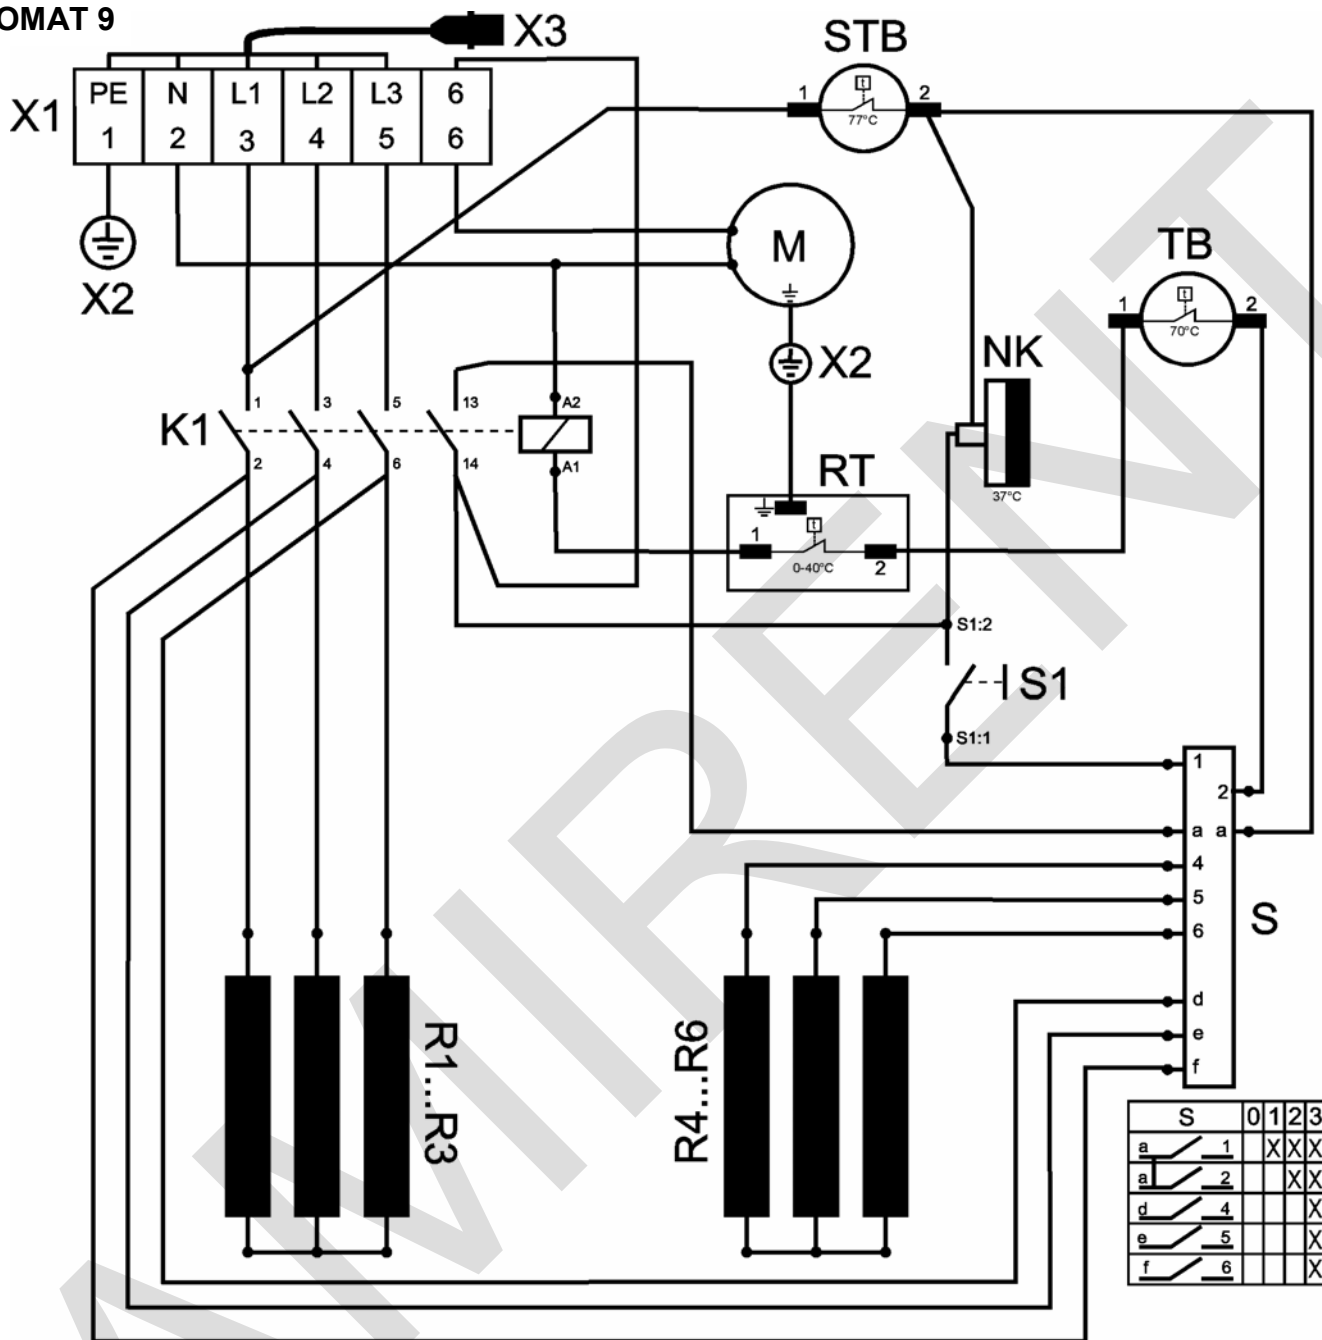 OMAT 9
X3
STB
X1
PE N L1 L2 L3 6
1 2 3 4 5 6
1 2
77°C
X2
M
TB
1 2
70°C
X2
NK
37°C
K1
1 3 5 13
2 4 6 14
A2
A1
RT
1 2
0-40°C
S1:2
S1
S1:1
1
2
a a
4
5
6
d
e
f
S
R1...R3
R4...R6
S 0 1 2 3
a 1 X X X
a 2 X X
d 4 X
e 5 X
f 6 X
MIRENT